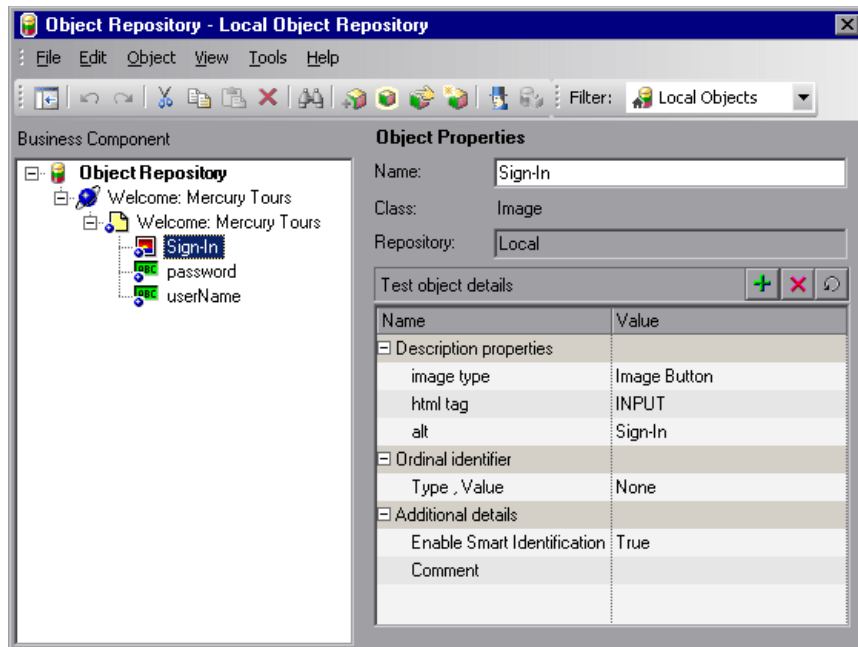 Object Repository - Local Object Repository
File Edit Object View Tools Help
Filter: Local Objects
Business Component
Object Repository
Welcome: Mercury Tours
Welcome: Mercury Tours
Sign-In
password
userName
Object Properties
Name: Sign-In
Class: Image
Repository: Local
Test object details
Name Value
Description properties
image type Image Button
html tag INPUT
alt Sign-In
Ordinal identifier
Type , Value None
Additional details
Enable Smart Identification True
Comment